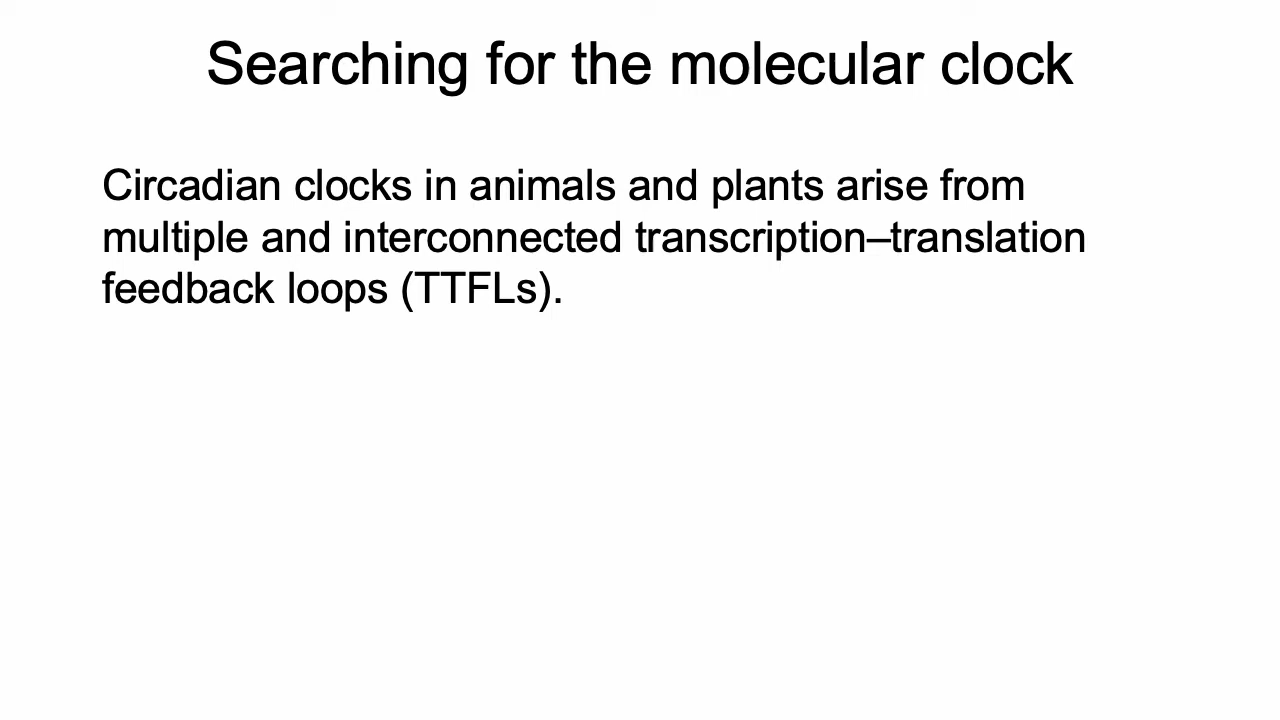 Searching for the molecular clock
Circadian clocks in animals and plants arise from
multiple and interconnected transcription–translation
feedback loops (TTFLs).